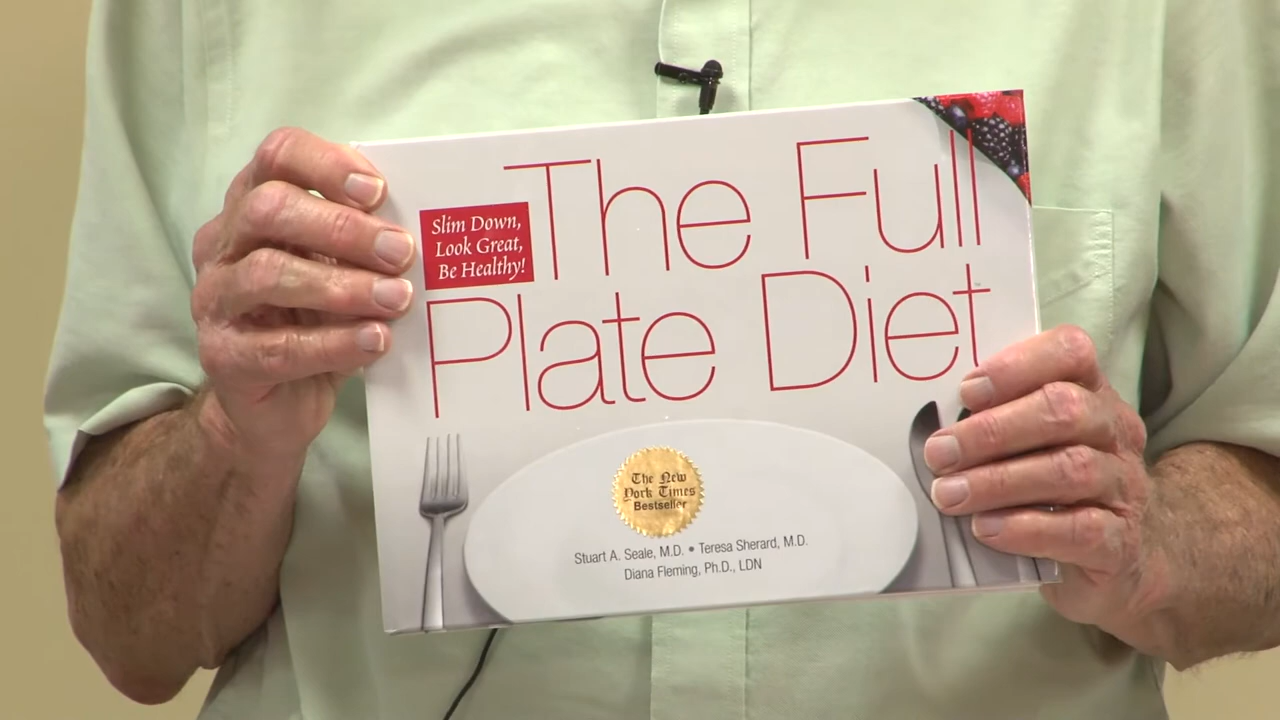 The Full
Slim Down,
Look Great,
Be Healthy!
Plate Diet™
The New
York Times
Bestseller
Stuart A. Seale, M.D. • Teresa Sherard, M.D.
Diana Fleming, Ph.D., LDN